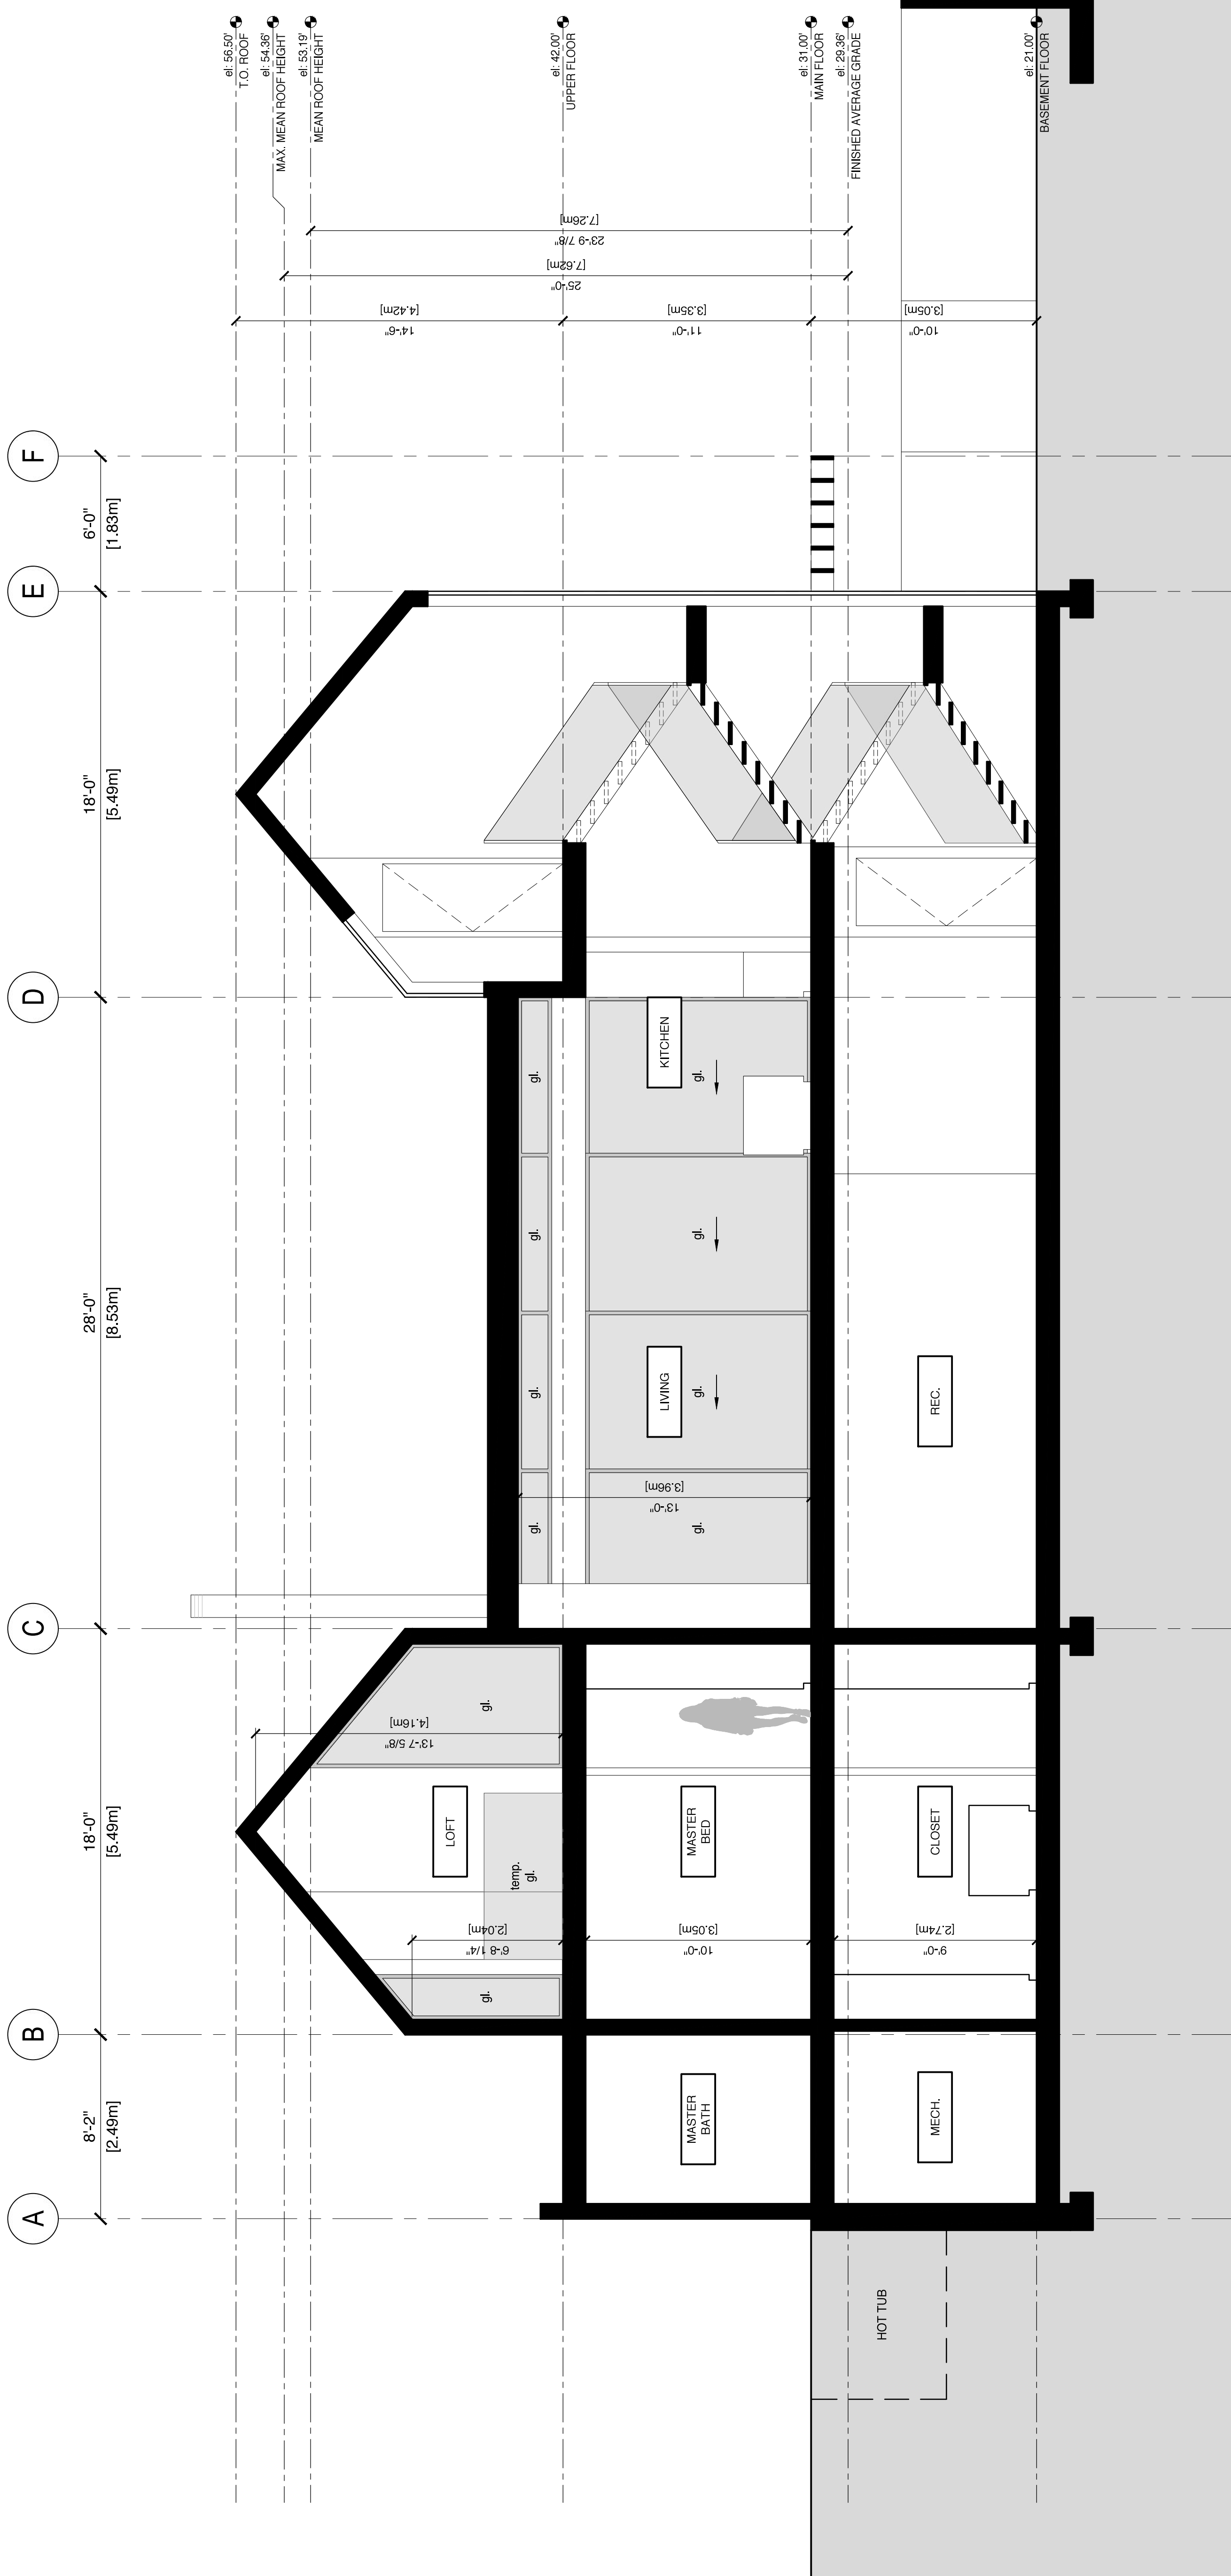 A
B
C
D
E
F
8'-2"
[2.49m]
18'-0"
[5.49m]
28'-0"
[8.53m]
18'-0"
[5.49m]
6'-0"
[1.83m]
el: 56.50'
T.O. ROOF
el: 54.36'
MAX. MEAN ROOF HEIGHT
el: 53.19'
MEAN ROOF HEIGHT
el: 42.00'
UPPER FLOOR
el: 31.00'
MAIN FLOOR
el: 29.36'
FINISHED AVERAGE GRADE
el: 21.00'
BASEMENT FLOOR
14'-6"
[4.42m]
11'-0"
[3.35m]
10'-0"
[3.05m]
25'-0"
[7.62m]
23'-9 7/8"
[7.26m]
gl.
6'-8 1/4"
[2.04m]
temp.
gl.
LOFT
13'-7 5/8"
[4.16m]
gl.
gl.
gl.
gl.
gl.
MASTER
BATH
10'-0"
[3.05m]
MASTER
BED
13'-0"
[3.96m]
LIVING
KITCHEN
gl.
gl.
gl.
gl.
HOT TUB
MECH.
9'-0"
[2.74m]
CLOSET
REC.